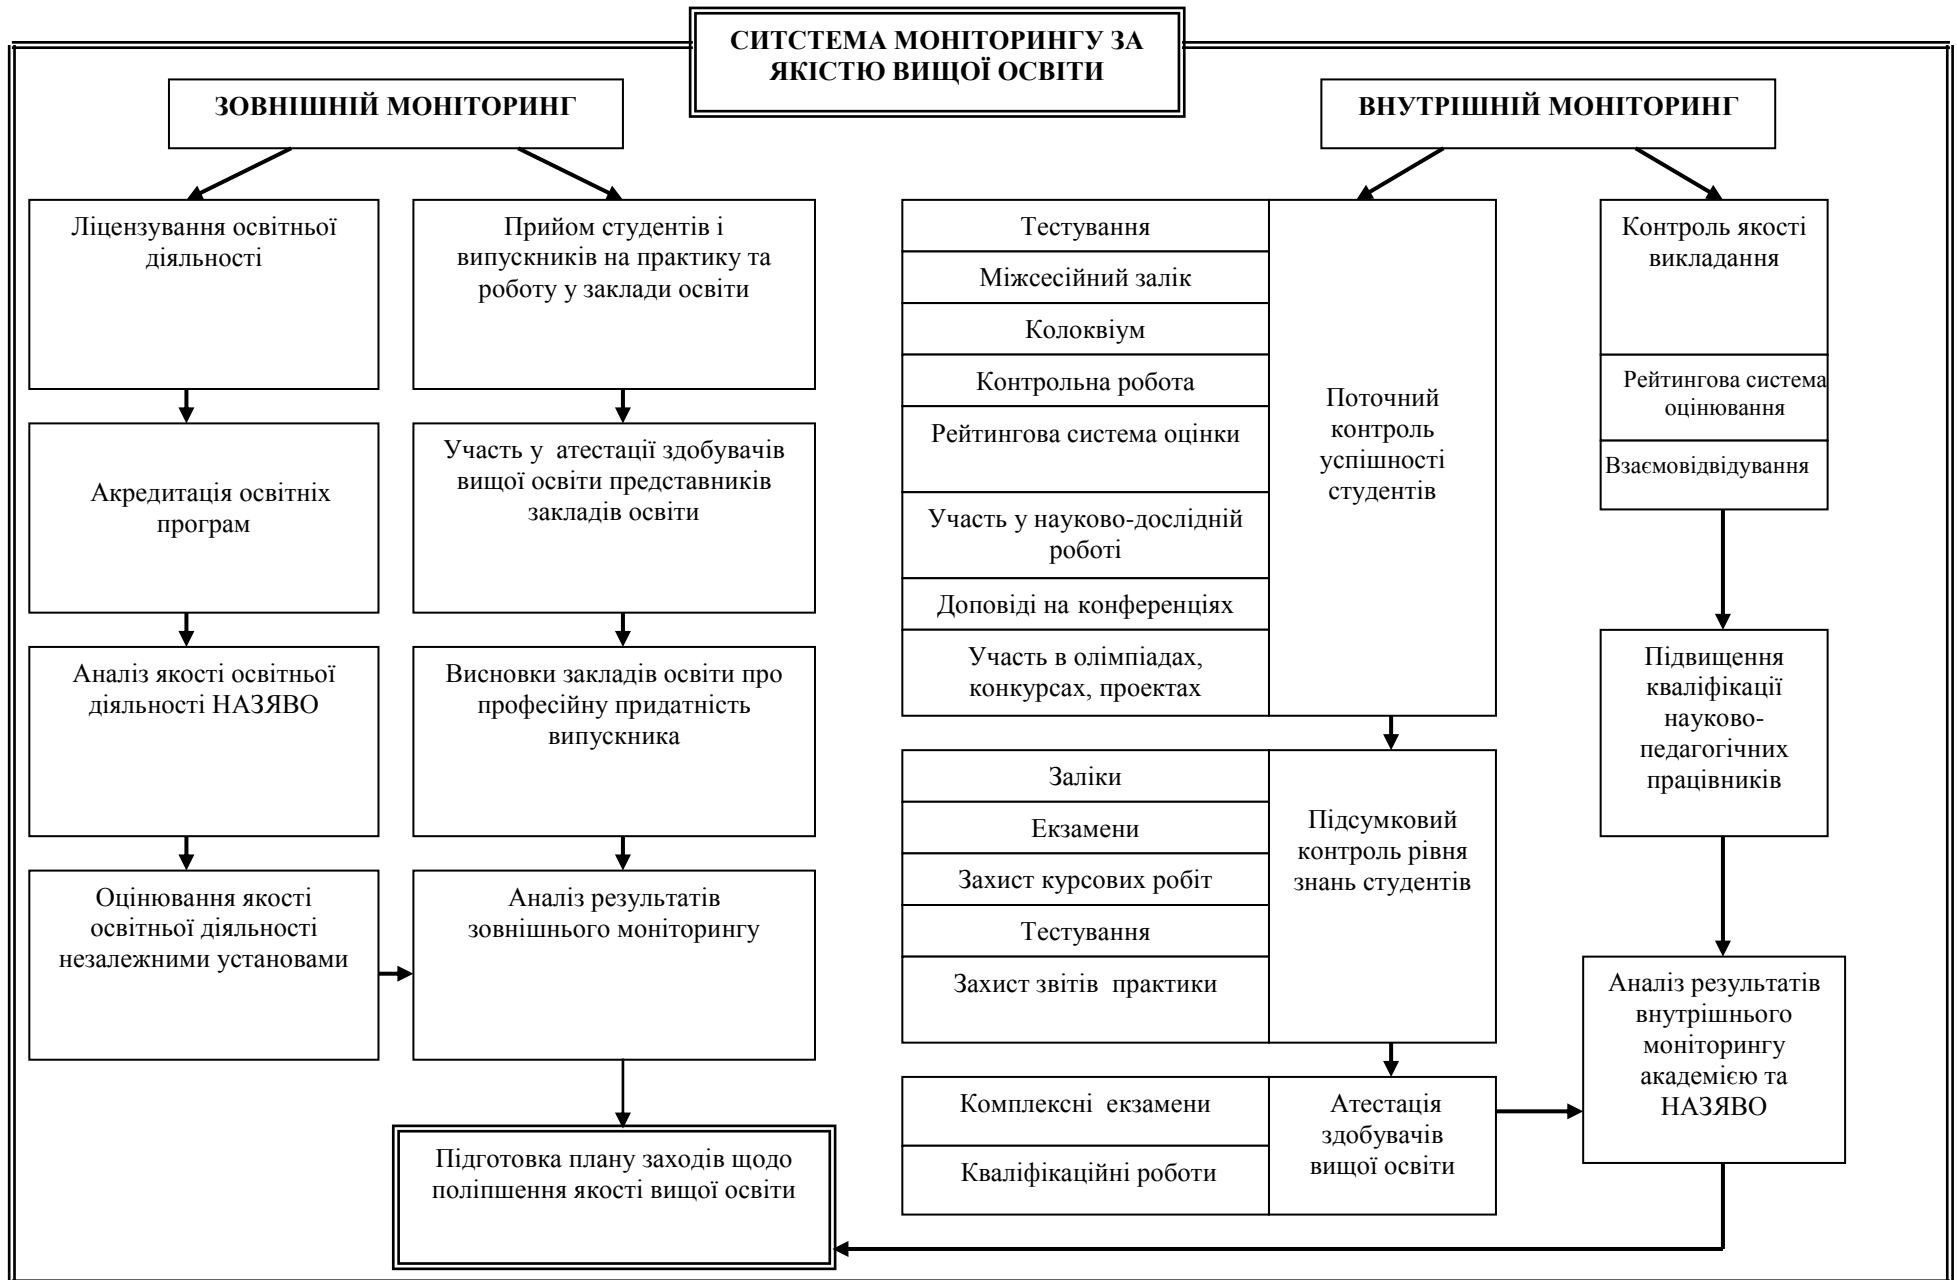 СИТСТЕМА МОНІТОРИНГУ ЗА
ЯКІСТЮ ВИЩОЇ ОСВІТИ
ЗОВНІШНІЙ МОНІТОРИНГ
Ліцензування освітньої
діяльності
Акредитація освітніх
програм
Аналіз якості освітньої
діяльності НАЗЯВО
Оцінювання якості
освітньої діяльності
незалежними установами
Прийом студентів і
випускників на практику та
роботу у заклади освіти
Участь у атестації здобувачів
вищої освіти представників
закладів освіти
Висновки закладів освіти про
професійну придатність
випускника
Аналіз результатів
зовнішнього моніторингу
Підготовка плану заходів щодо
поліпшення якості вищої освіти
ВНУТРІШНІЙ МОНІТОРИНГ
Тестування
Міжсесійний залік
Колоквіум
Контрольна робота
Рейтингова система оцінки
Участь у науково-дослідній
роботі
Доповіді на конференціях
Участь в олімпіадах,
конкурсах, проектах
Поточний
контроль
успішності
студентів
Заліки
Екзамени
Захист курсових робіт
Тестування
Захист звітів практики
Підсумковий
контроль рівня
знань студентів
Комплексні екзамени
Кваліфікаційні роботи
Атестація
здобувачів
вищої освіти
Контроль якості
викладання
Рейтингова система
оцінювання
Взаємовідвідування
Підвищення
кваліфікації
науково-
педагогічних
працівників
Аналіз результатів
внутрішнього
моніторингу
академією та
НАЗЯВО